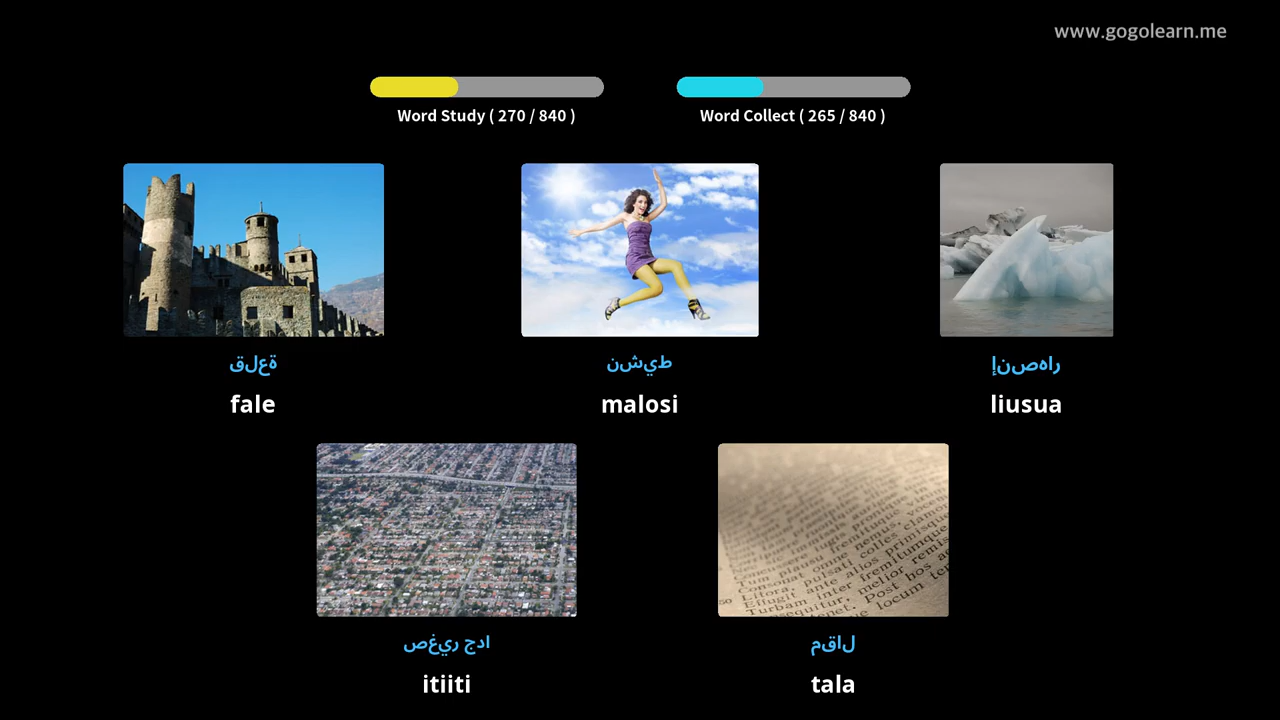 www.gogolearn.me
Word Study ( 270 / 840 )
Word Collect ( 265 / 840 )
قلعة
نشيط
إنصهار
fale
malosi
liusua
صغير جدا
مقال
itiiti
tala